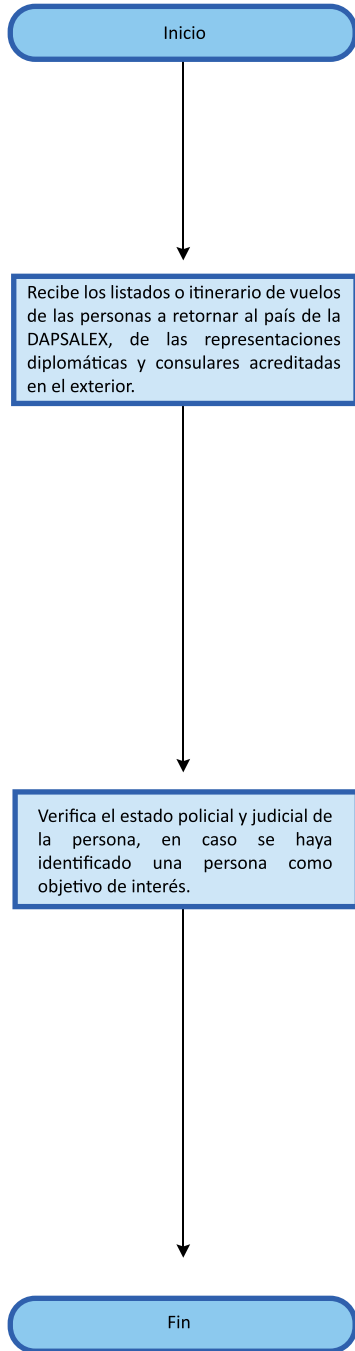 Inicio
Recibe los listados o itinerario de vuelos
de las personas a retornar al país de la
DAPSALEX, de las representaciones
diplomáticas y consulares acreditadas
en el exterior.
Verifica el estado policial y judicial de
la persona, en caso se haya
identificado una persona como
objetivo de interés.
Fin